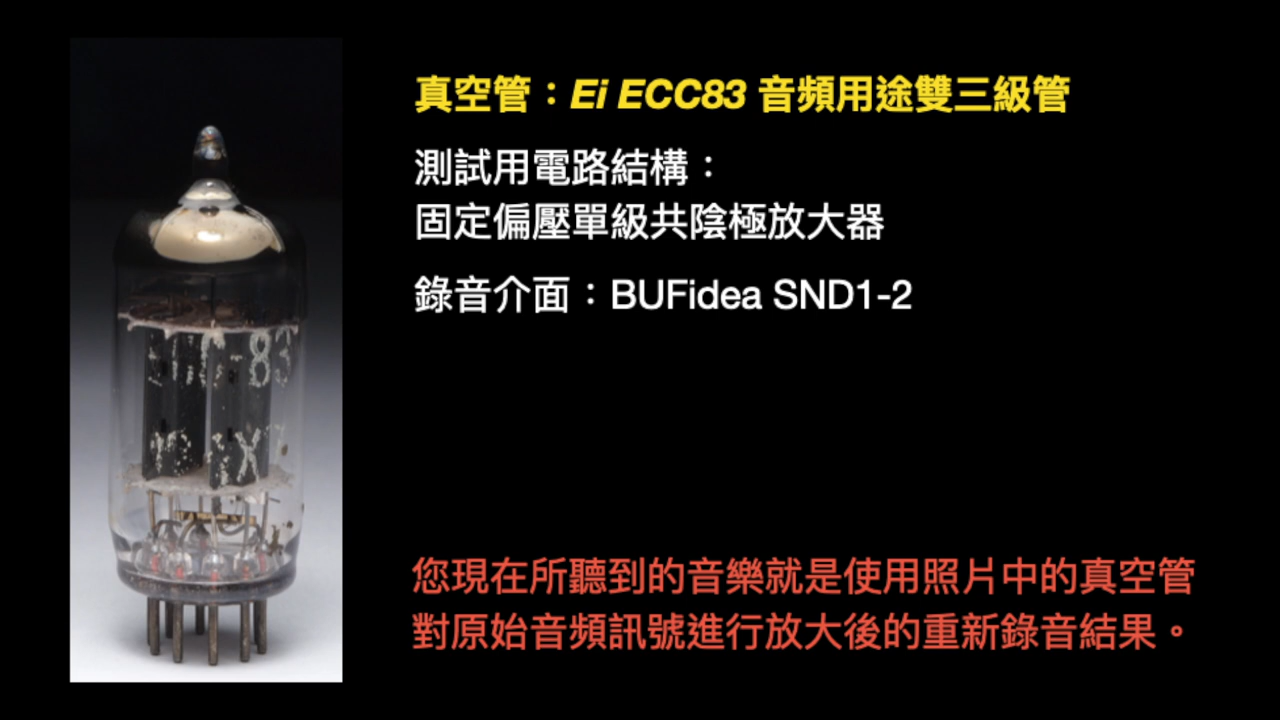 真空管：Ei ECC83 音頻用途雙三級管
測試用電路結構：
固定偏壓單級共陰極放大器
錄音介面：BUFidea SND1-2
您現在所聽到的音樂就是使用照片中的真空管
對原始音頻訊號進行放大後的重新錄音結果。